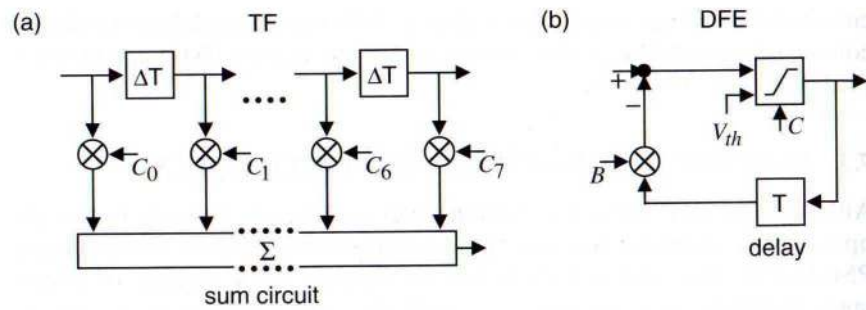 (a) TF
ΔT ΔT
C0 C1 C6 C7
Σ
sum circuit
(b) DFE
+
−
Vth C
B
T
delay